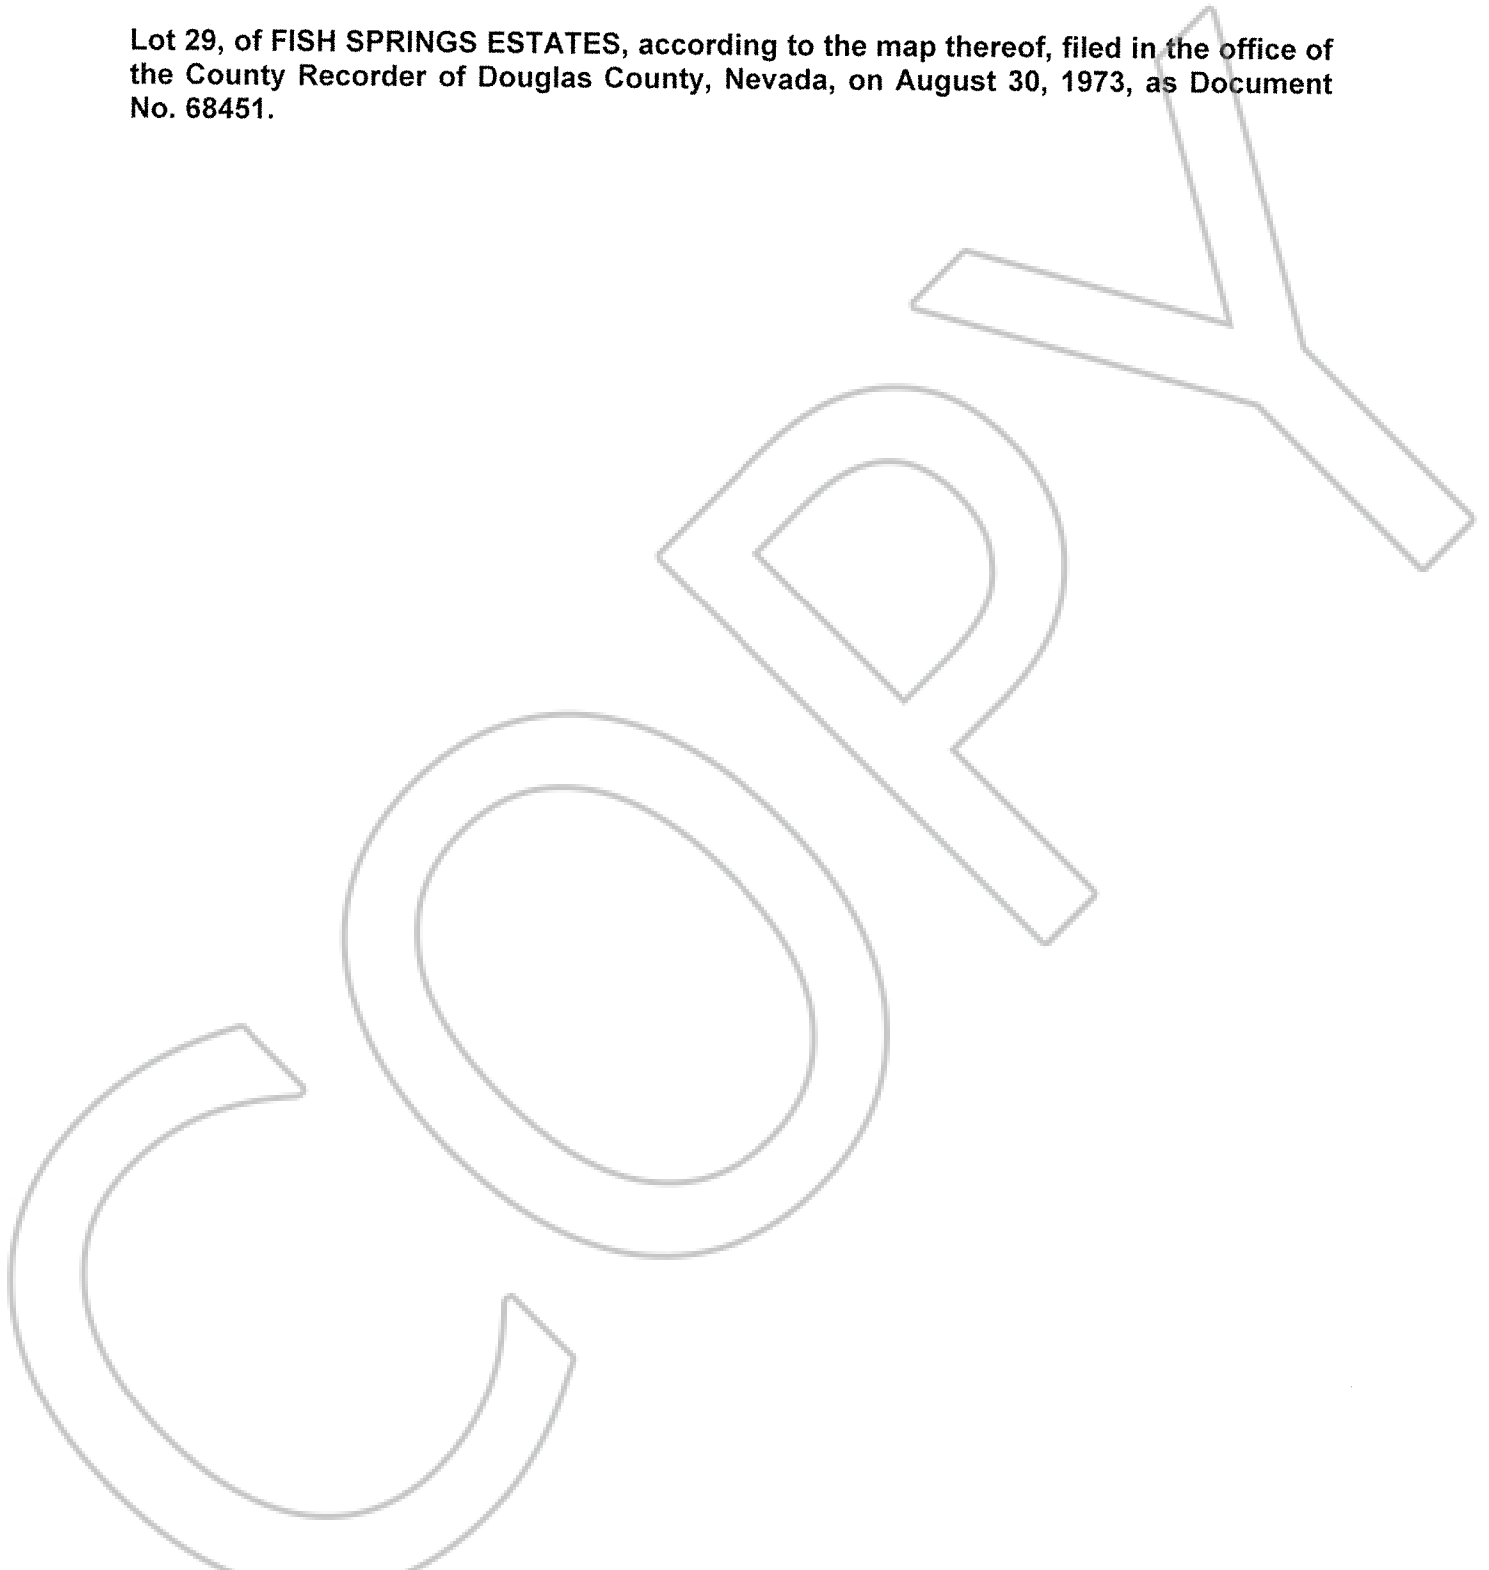 Lot 29, of FISH SPRINGS ESTATES, according to the map thereof, filed in the office of
the County Recorder of Douglas County, Nevada, on August 30, 1973, as Document
No. 68451.
COPY